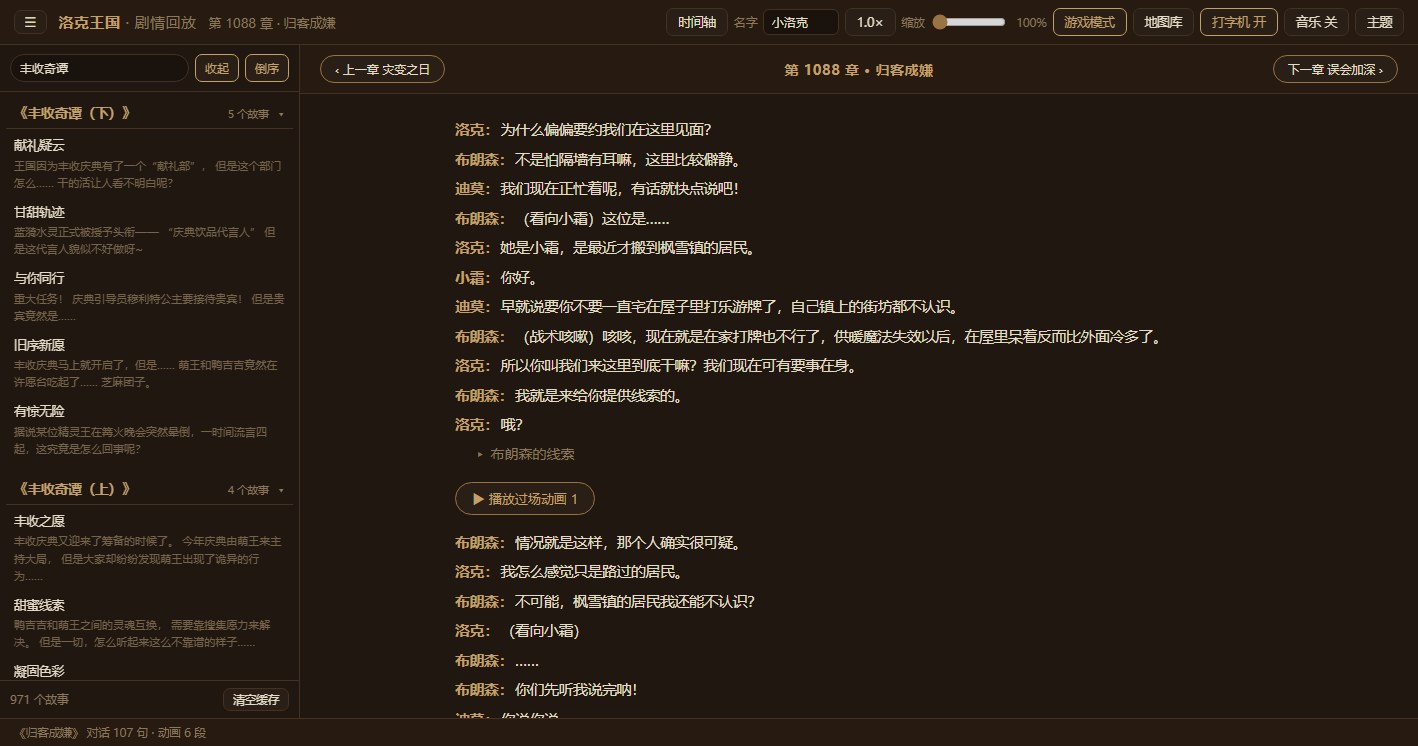 ☰ 洛克王国 · 剧情回放 第 1088 章 · 归客成嫌 时间轴 名字 小洛克 1.0× 缩放 100% 游戏模式 地图库 打字机 开 音乐 关 主题
丰收奇谭 收起 倒序
《丰收奇谭（下）》 5 个故事 ▾
献礼疑云
王国因为丰收庆典有了一个“献礼部”， 但是这个部门
怎么…… 干的活让人看不明白呢？
甘甜轨迹
蓝漪水灵正式被授予头衔—— “庆典饮品代言人” 但
是这代言人貌似不好做呀~
与你同行
重大任务！ 庆典引导员穆利特公主要接待贵宾！ 但是贵
宾竟然是……
旧序新愿
丰收庆典马上就开启了，但是…… 萌王和鸭吉吉竟然在
许愿台吃起了…… 芝麻团子。
有惊无险
据说某位精灵王在篝火晚会突然晕倒，一时间流言四
起，这究竟是怎么回事呢？
《丰收奇谭（上）》 4 个故事 ▾
丰收之愿
丰收庆典又迎来了筹备的时候了。 今年庆典由萌王来主
持大局， 但是大家却纷纷发现萌王出现了诡异的行
为……
甜蜜线索
鸭吉吉和萌王之间的灵魂互换， 需要靠搜集愿力来解
决。 但是一切，怎么听起来这么不靠谱的样子……
凝固色彩
971 个故事 清空缓存
‹ 上一章 灾变之日 第 1088 章 • 归客成嫌 下一章 误会加深 ›
洛克： 为什么偏偏要约我们在这里见面？
布朗森： 不是怕隔墙有耳嘛，这里比较僻静。
迪莫： 我们现在正忙着呢，有话就快点说吧！
布朗森： （看向小霜）这位是……
洛克： 她是小霜，是最近才搬到枫雪镇的居民。
小霜： 你好。
迪莫： 早就说要你不要一直宅在屋子里打乐游牌了，自己镇上的街坊都不认识。
布朗森： （战术咳嗽）咳咳，现在就是在家打牌也不行了，供暖魔法失效以后，在屋里呆着反而比外面冷多了。
洛克： 所以你叫我们来这里到底干嘛？我们现在可有要事在身。
布朗森： 我就是来给你提供线索的。
洛克： 哦？
▸ 布朗森的线索
▶ 播放过场动画 1
布朗森： 情况就是这样，那个人确实很可疑。
洛克： 我怎么感觉只是路过的居民。
布朗森： 不可能，枫雪镇的居民我还能不认识？
洛克： （看向小霜）
布朗森： ……
布朗森： 你们先听我说完呐！
迪莫： 你说你说
《归客成嫌》 对话 107 句 · 动画 6 段